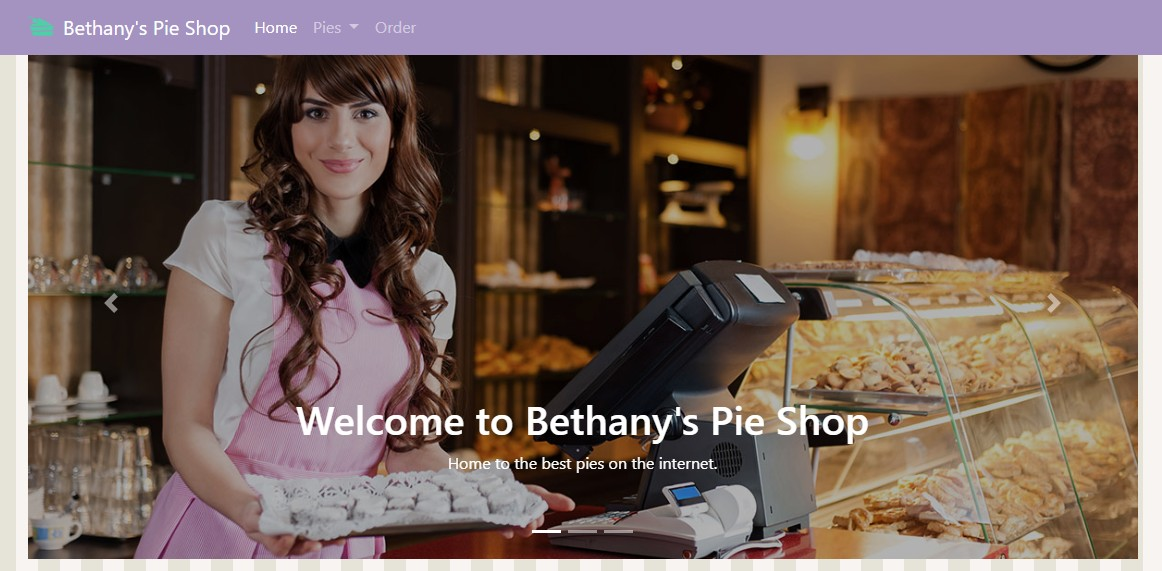 Bethany's Pie Shop Home Pies Order
Welcome to Bethany's Pie Shop
Home to the best pies on the internet.